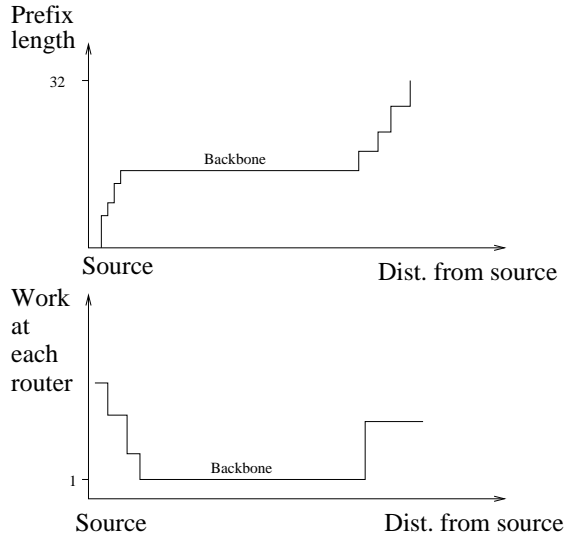 Prefix
length
32
Backbone
Source
Dist. from source
Work
at
each
router
Backbone
1
Source
Dist. from source